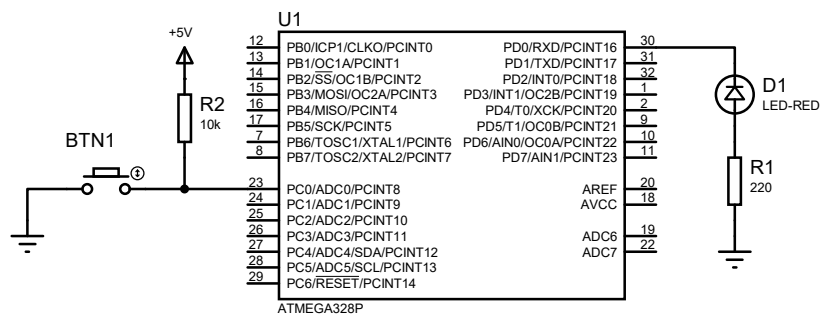 U1
+5V
R2
10k
BTN1
12 PB0/ICP1/CLKO/PCINT0
13 PB1/OC1A/PCINT1
14 PB2/SS/OC1B/PCINT2
15 PB3/MOSI/OC2A/PCINT3
16 PB4/MISO/PCINT4
17 PB5/SCK/PCINT5
7 PB6/TOSC1/XTAL1/PCINT6
8 PB7/TOSC2/XTAL2/PCINT7
23 PC0/ADC0/PCINT8
24 PC1/ADC1/PCINT9
25 PC2/ADC2/PCINT10
26 PC3/ADC3/PCINT11
27 PC4/ADC4/SDA/PCINT12
28 PC5/ADC5/SCL/PCINT13
29 PC6/RESET/PCINT14
PD0/RXD/PCINT16 30
PD1/TXD/PCINT17 31
PD2/INT0/PCINT18 32
PD3/INT1/OC2B/PCINT19 1
PD4/T0/XCK/PCINT20 2
PD5/T1/OC0B/PCINT21 9
PD6/AIN0/OC0A/PCINT22 10
PD7/AIN1/PCINT23 11
AREF 20
AVCC 18
ADC6 19
ADC7 22
ATMEGA328P
D1
LED-RED
R1
220